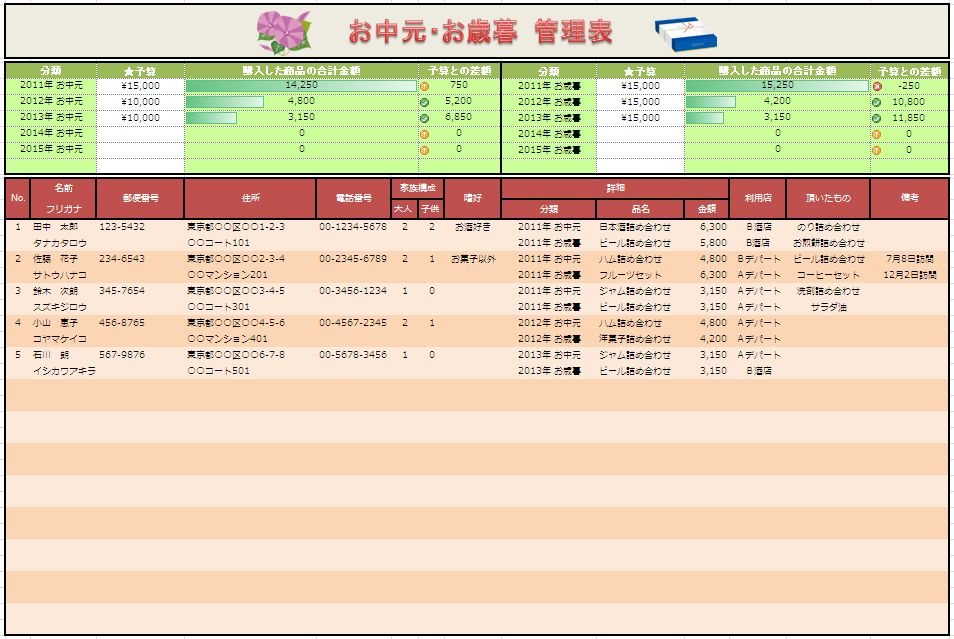 お中元・お歳暮 管理表
分類 ★予算 購入した商品の合計金額 予算との差額 分類 ★予算 購入した商品の合計金額 予算との差額
2011年 お中元 ¥15,000 14,250 750 2011年 お歳暮 ¥15,000 15,250 -250
2012年 お中元 ¥10,000 4,800 5,200 2012年 お歳暮 ¥15,000 4,200 10,800
2013年 お中元 ¥10,000 3,150 6,850 2013年 お歳暮 ¥15,000 3,150 11,850
2014年 お中元 0 0 2014年 お歳暮 0 0
2015年 お中元 0 0 2015年 お歳暮 0 0
No. 名前 郵便番号 住所 電話番号 家族構成 嗜好 詳細 利用店 頂いたもの 備考
フリガナ 大人 子供 分類 品名 金額
1 田中 太郎 123-5432 東京都〇〇区〇〇1-2-3 00-1234-5678 2 2 お酒好き 2011年 お中元 日本酒詰め合わせ 6,300 B酒店 のり詰め合わせ
タナカタロウ 〇〇コート101 2011年 お歳暮 ビール詰め合わせ 5,800 B酒店 お煎餅詰め合わせ
2 佐藤 花子 234-6543 東京都〇〇区〇〇2-3-4 00-2345-6789 2 1 お菓子以外 2011年 お中元 ハム詰め合わせ 4,800 Bデパート ビール詰め合わせ 7月8日訪問
サトウハナコ 〇〇マンション201 2011年 お歳暮 フルーツセット 6,300 Aデパート コーヒーセット 12月2日訪問
3 鈴木 次朗 345-7654 東京都〇〇区〇〇3-4-5 00-3456-1234 1 0 2011年 お中元 ジャム詰め合わせ 3,150 Aデパート 洗剤詰め合わせ
スズキジロウ 〇〇コート301 2011年 お歳暮 ビール詰め合わせ 3,150 Aデパート サラダ油
4 小山 恵子 456-8765 東京都〇〇区〇〇4-5-6 00-4567-2345 2 1 2012年 お中元 ハム詰め合わせ 4,800 Aデパート
コヤマケイコ 〇〇マンション401 2012年 お歳暮 洋菓子詰め合わせ 4,200 Aデパート
5 石川 朗 567-9876 東京都〇〇区〇〇6-7-8 00-5678-3456 1 0 2013年 お中元 ジャム詰め合わせ 3,150 Aデパート
イシカワアキラ 〇〇コート501 2013年 お歳暮 ビール詰め合わせ 3,150 B酒店